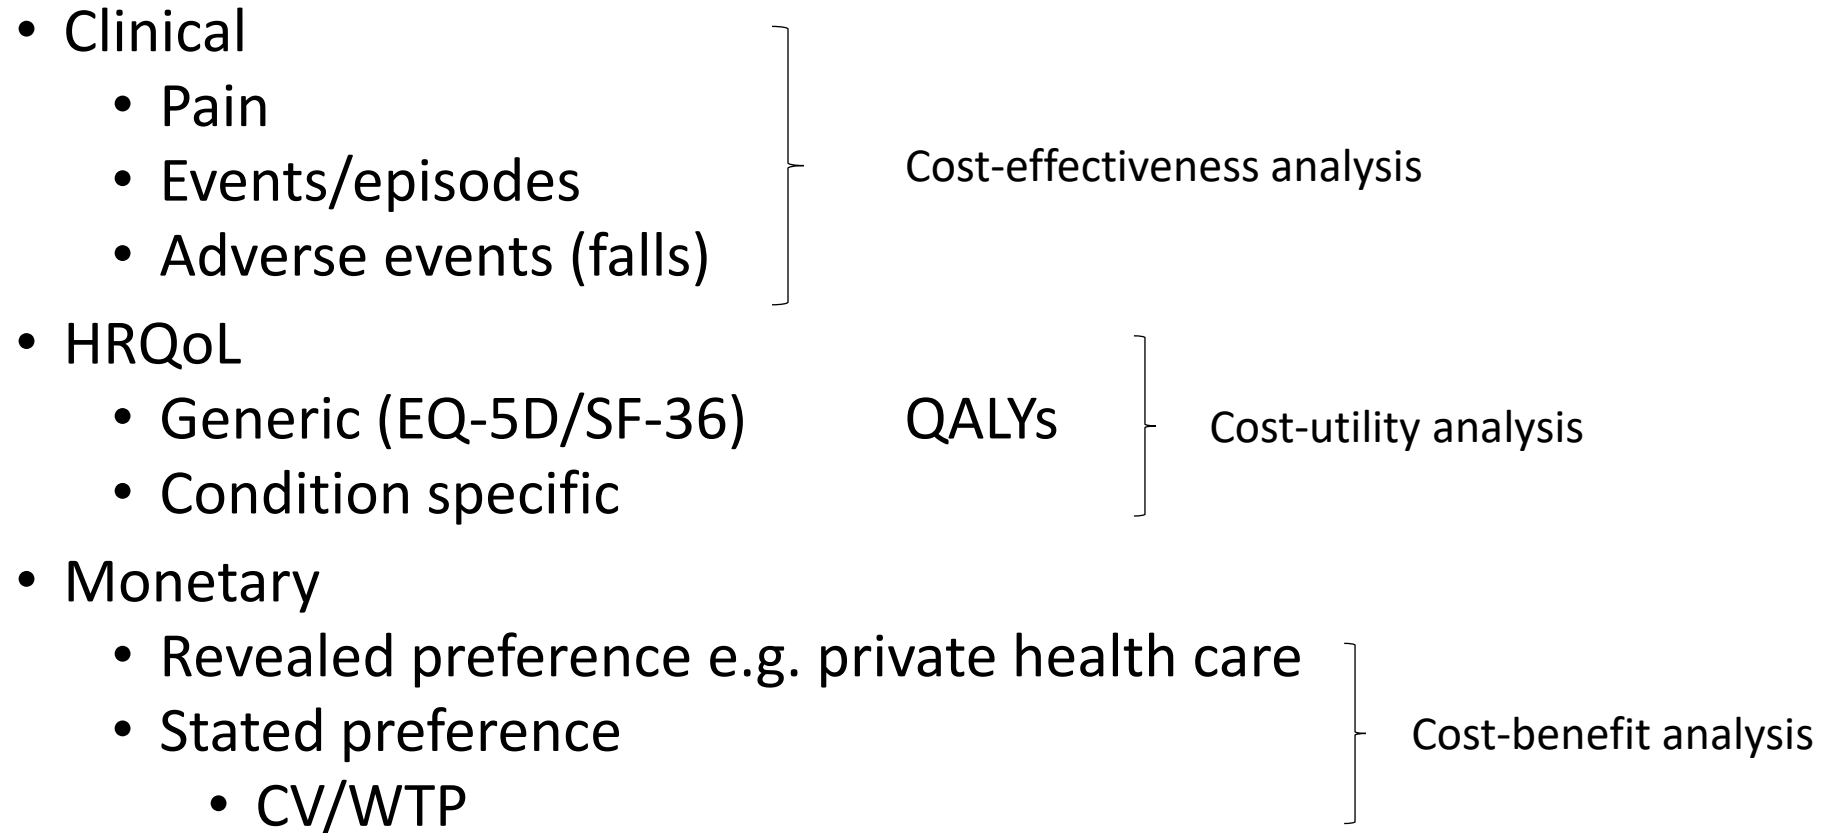 • Clinical
• Pain
• Events/episodes
Cost-effectiveness analysis
• Adverse events (falls)
• HRQoL
• Generic (EQ-5D/SF-36) QALYs
Cost-utility analysis
• Condition specific
• Monetary
• Revealed preference e.g. private health care
• Stated preference
Cost-benefit analysis
• CV/WTP